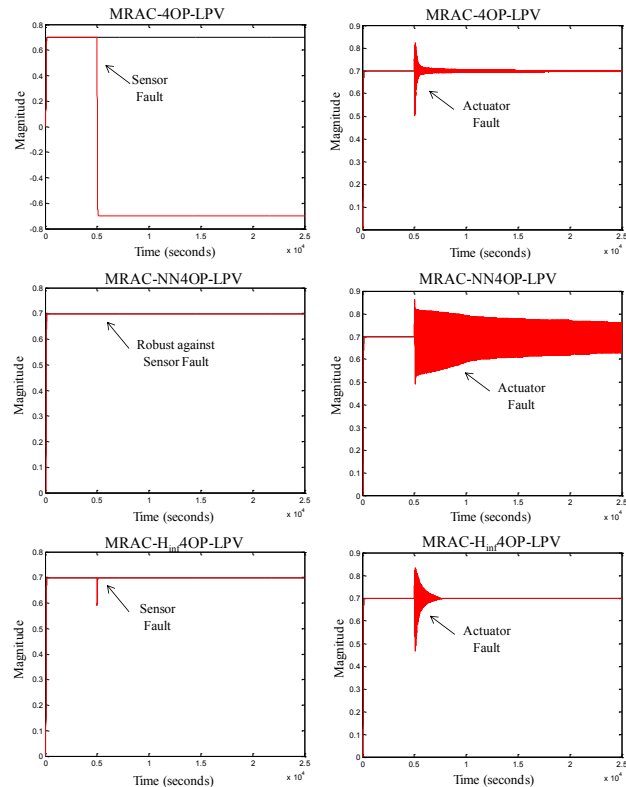 MRAC-4OP-LPV
0.8
0.6
0.4
0.2
0
-0.2
-0.4
-0.6
-0.8
Magnitude
Sensor
Fault
0
0.5
1
1.5
2
2.5
x 10^4
Time (seconds)
MRAC-4OP-LPV
0.9
0.8
0.7
0.6
0.5
0.4
0.3
0.2
0.1
0
Magnitude
Actuator
Fault
0
0.5
1
1.5
2
2.5
x 10^4
Time (seconds)
MRAC-NN4OP-LPV
0.8
0.7
0.6
0.5
0.4
0.3
0.2
0.1
0
Magnitude
Robust against
Sensor Fault
0
0.5
1
1.5
2
2.5
x 10^4
Time (seconds)
MRAC-NN4OP-LPV
0.9
0.8
0.7
0.6
0.5
0.4
0.3
0.2
0.1
0
Magnitude
Actuator
Fault
0
0.5
1
1.5
2
2.5
x 10^4
Time (seconds)
MRAC-H_inf4OP-LPV
0.8
0.7
0.6
0.5
0.4
0.3
0.2
0.1
0
Magnitude
Sensor
Fault
0
0.5
1
1.5
2
2.5
x 10^4
Time (seconds)
MRAC-H_inf4OP-LPV
0.9
0.8
0.7
0.6
0.5
0.4
0.3
0.2
0.1
0
Magnitude
Actuator
Fault
0
0.5
1
1.5
2
2.5
x 10^4
Time (seconds)